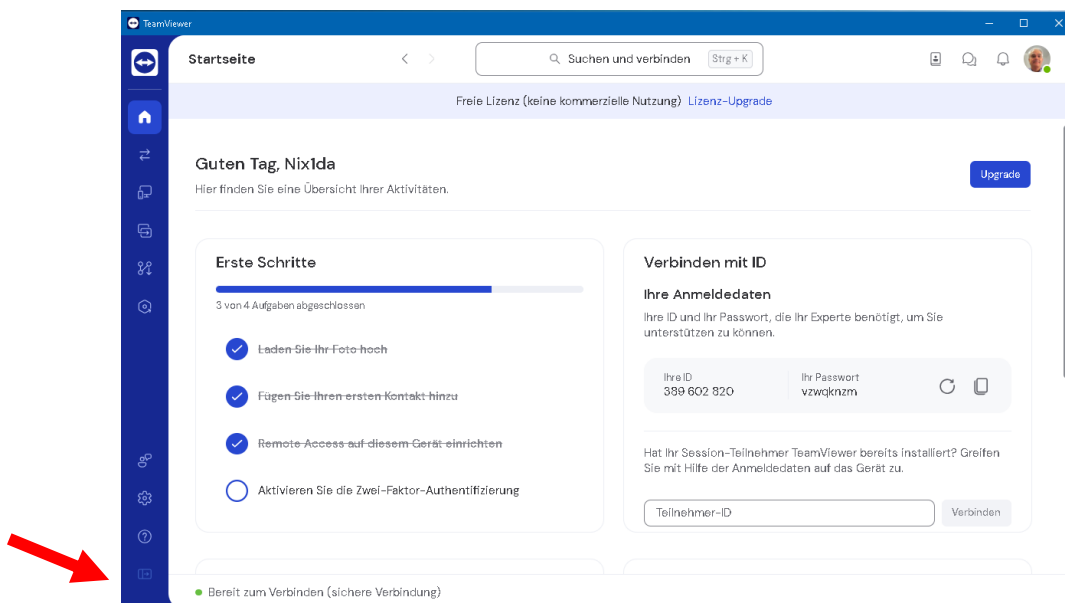 TeamViewer
Startseite
Suchen und verbinden Strg + K
Freie Lizenz (keine kommerzielle Nutzung) Lizenz-Upgrade
Guten Tag, Nix1da
Hier finden Sie eine Übersicht Ihrer Aktivitäten.
Upgrade
Erste Schritte
3 von 4 Aufgaben abgeschlossen
Laden Sie Ihr Foto hoch
Fügen Sie Ihren ersten Kontakt hinzu
Remote Access auf diesem Gerät einrichten
Aktivieren Sie die Zwei-Faktor-Authentifizierung
Verbinden mit ID
Ihre Anmeldedaten
Ihre ID und Ihr Passwort, die Ihr Experte benötigt, um Sie
unterstützen zu können.
Ihre ID
389 602 820
Ihr Passwort
vzwqknzm
Hat Ihr Session-Teilnehmer TeamViewer bereits installiert? Greifen
Sie mit Hilfe der Anmeldedaten auf das Gerät zu.
Teilnehmer-ID
Verbinden
Bereit zum Verbinden (sichere Verbindung)